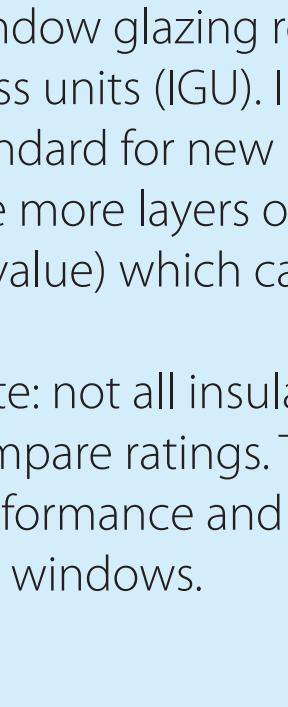 ndow glazing r
ss units (IGU). I
ndard for new
e more layers o
value) which ca
te: not all insula
mpare ratings. T
formance and
windows.